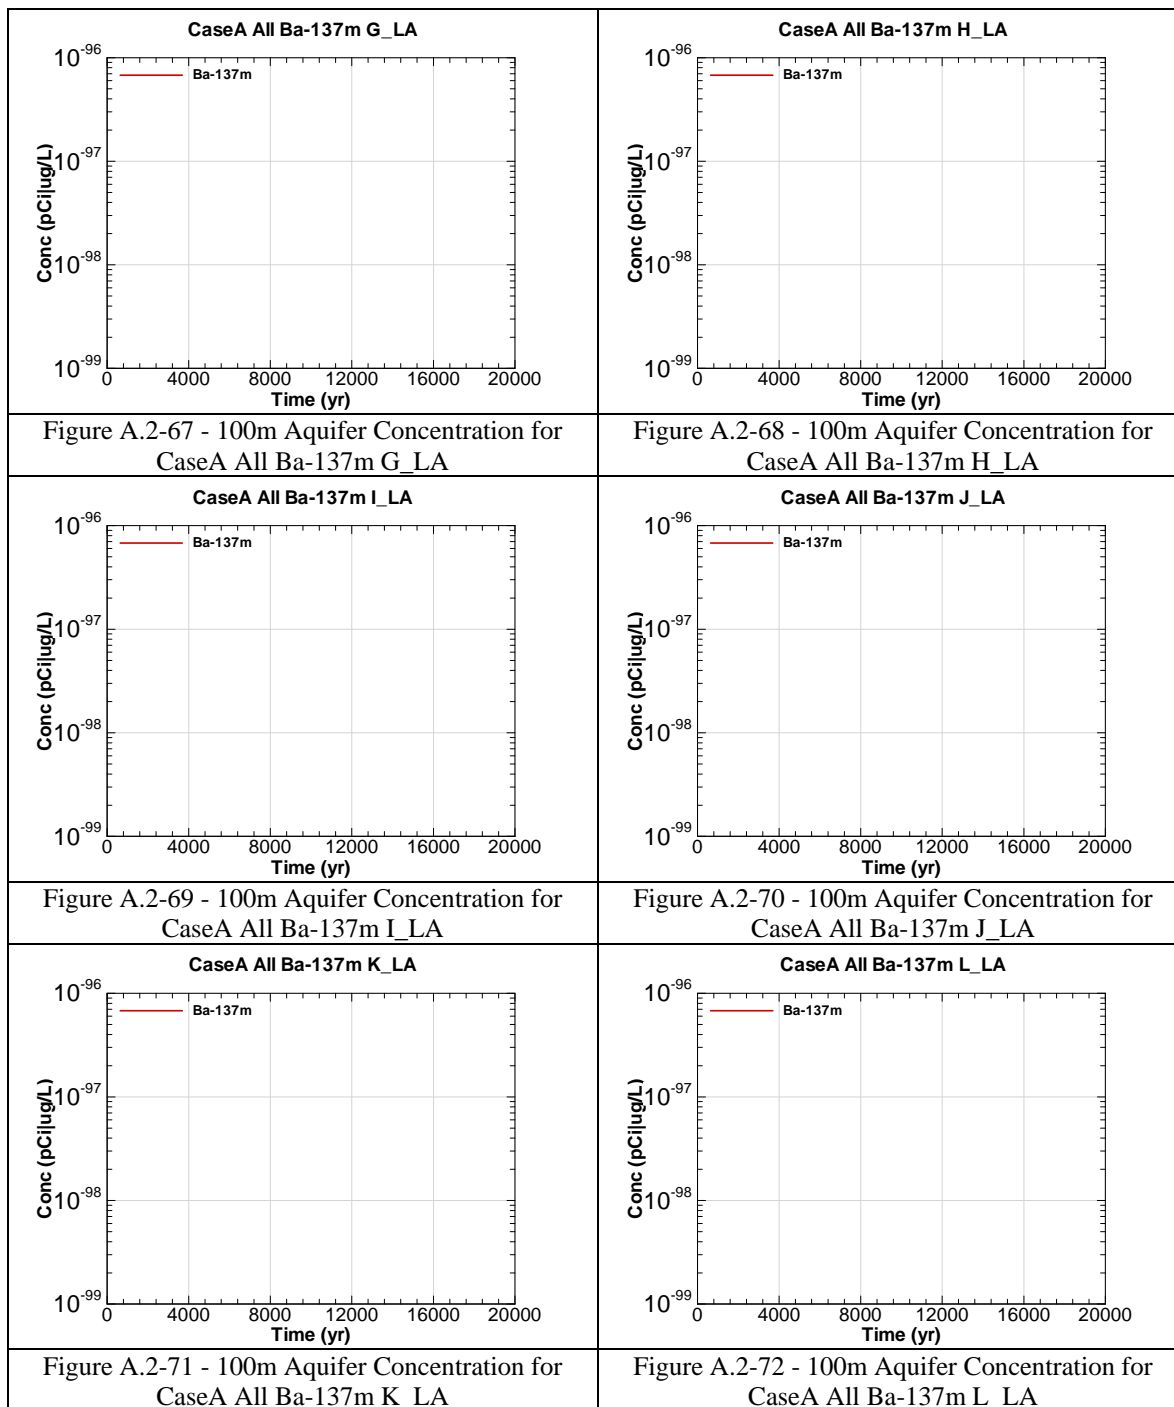 CaseA All Ba-137m G_LA
Ba-137m
10-96
10-97
10-98
10-99
Conc (pCi|ug/L)
0 4000 8000 12000 16000 20000
Time (yr)
Figure A.2-67 - 100m Aquifer Concentration for
CaseA All Ba-137m G_LA
CaseA All Ba-137m H_LA
Ba-137m
10-96
10-97
10-98
10-99
Conc (pCi|ug/L)
0 4000 8000 12000 16000 20000
Time (yr)
Figure A.2-68 - 100m Aquifer Concentration for
CaseA All Ba-137m H_LA
CaseA All Ba-137m I_LA
Ba-137m
10-96
10-97
10-98
10-99
Conc (pCi|ug/L)
0 4000 8000 12000 16000 20000
Time (yr)
Figure A.2-69 - 100m Aquifer Concentration for
CaseA All Ba-137m I_LA
CaseA All Ba-137m J_LA
Ba-137m
10-96
10-97
10-98
10-99
Conc (pCi|ug/L)
0 4000 8000 12000 16000 20000
Time (yr)
Figure A.2-70 - 100m Aquifer Concentration for
CaseA All Ba-137m J_LA
CaseA All Ba-137m K_LA
Ba-137m
10-96
10-97
10-98
10-99
Conc (pCi|ug/L)
0 4000 8000 12000 16000 20000
Time (yr)
Figure A.2-71 - 100m Aquifer Concentration for
CaseA All Ba-137m K_LA
CaseA All Ba-137m L_LA
Ba-137m
10-96
10-97
10-98
10-99
Conc (pCi|ug/L)
0 4000 8000 12000 16000 20000
Time (yr)
Figure A.2-72 - 100m Aquifer Concentration for
CaseA All Ba-137m L_LA